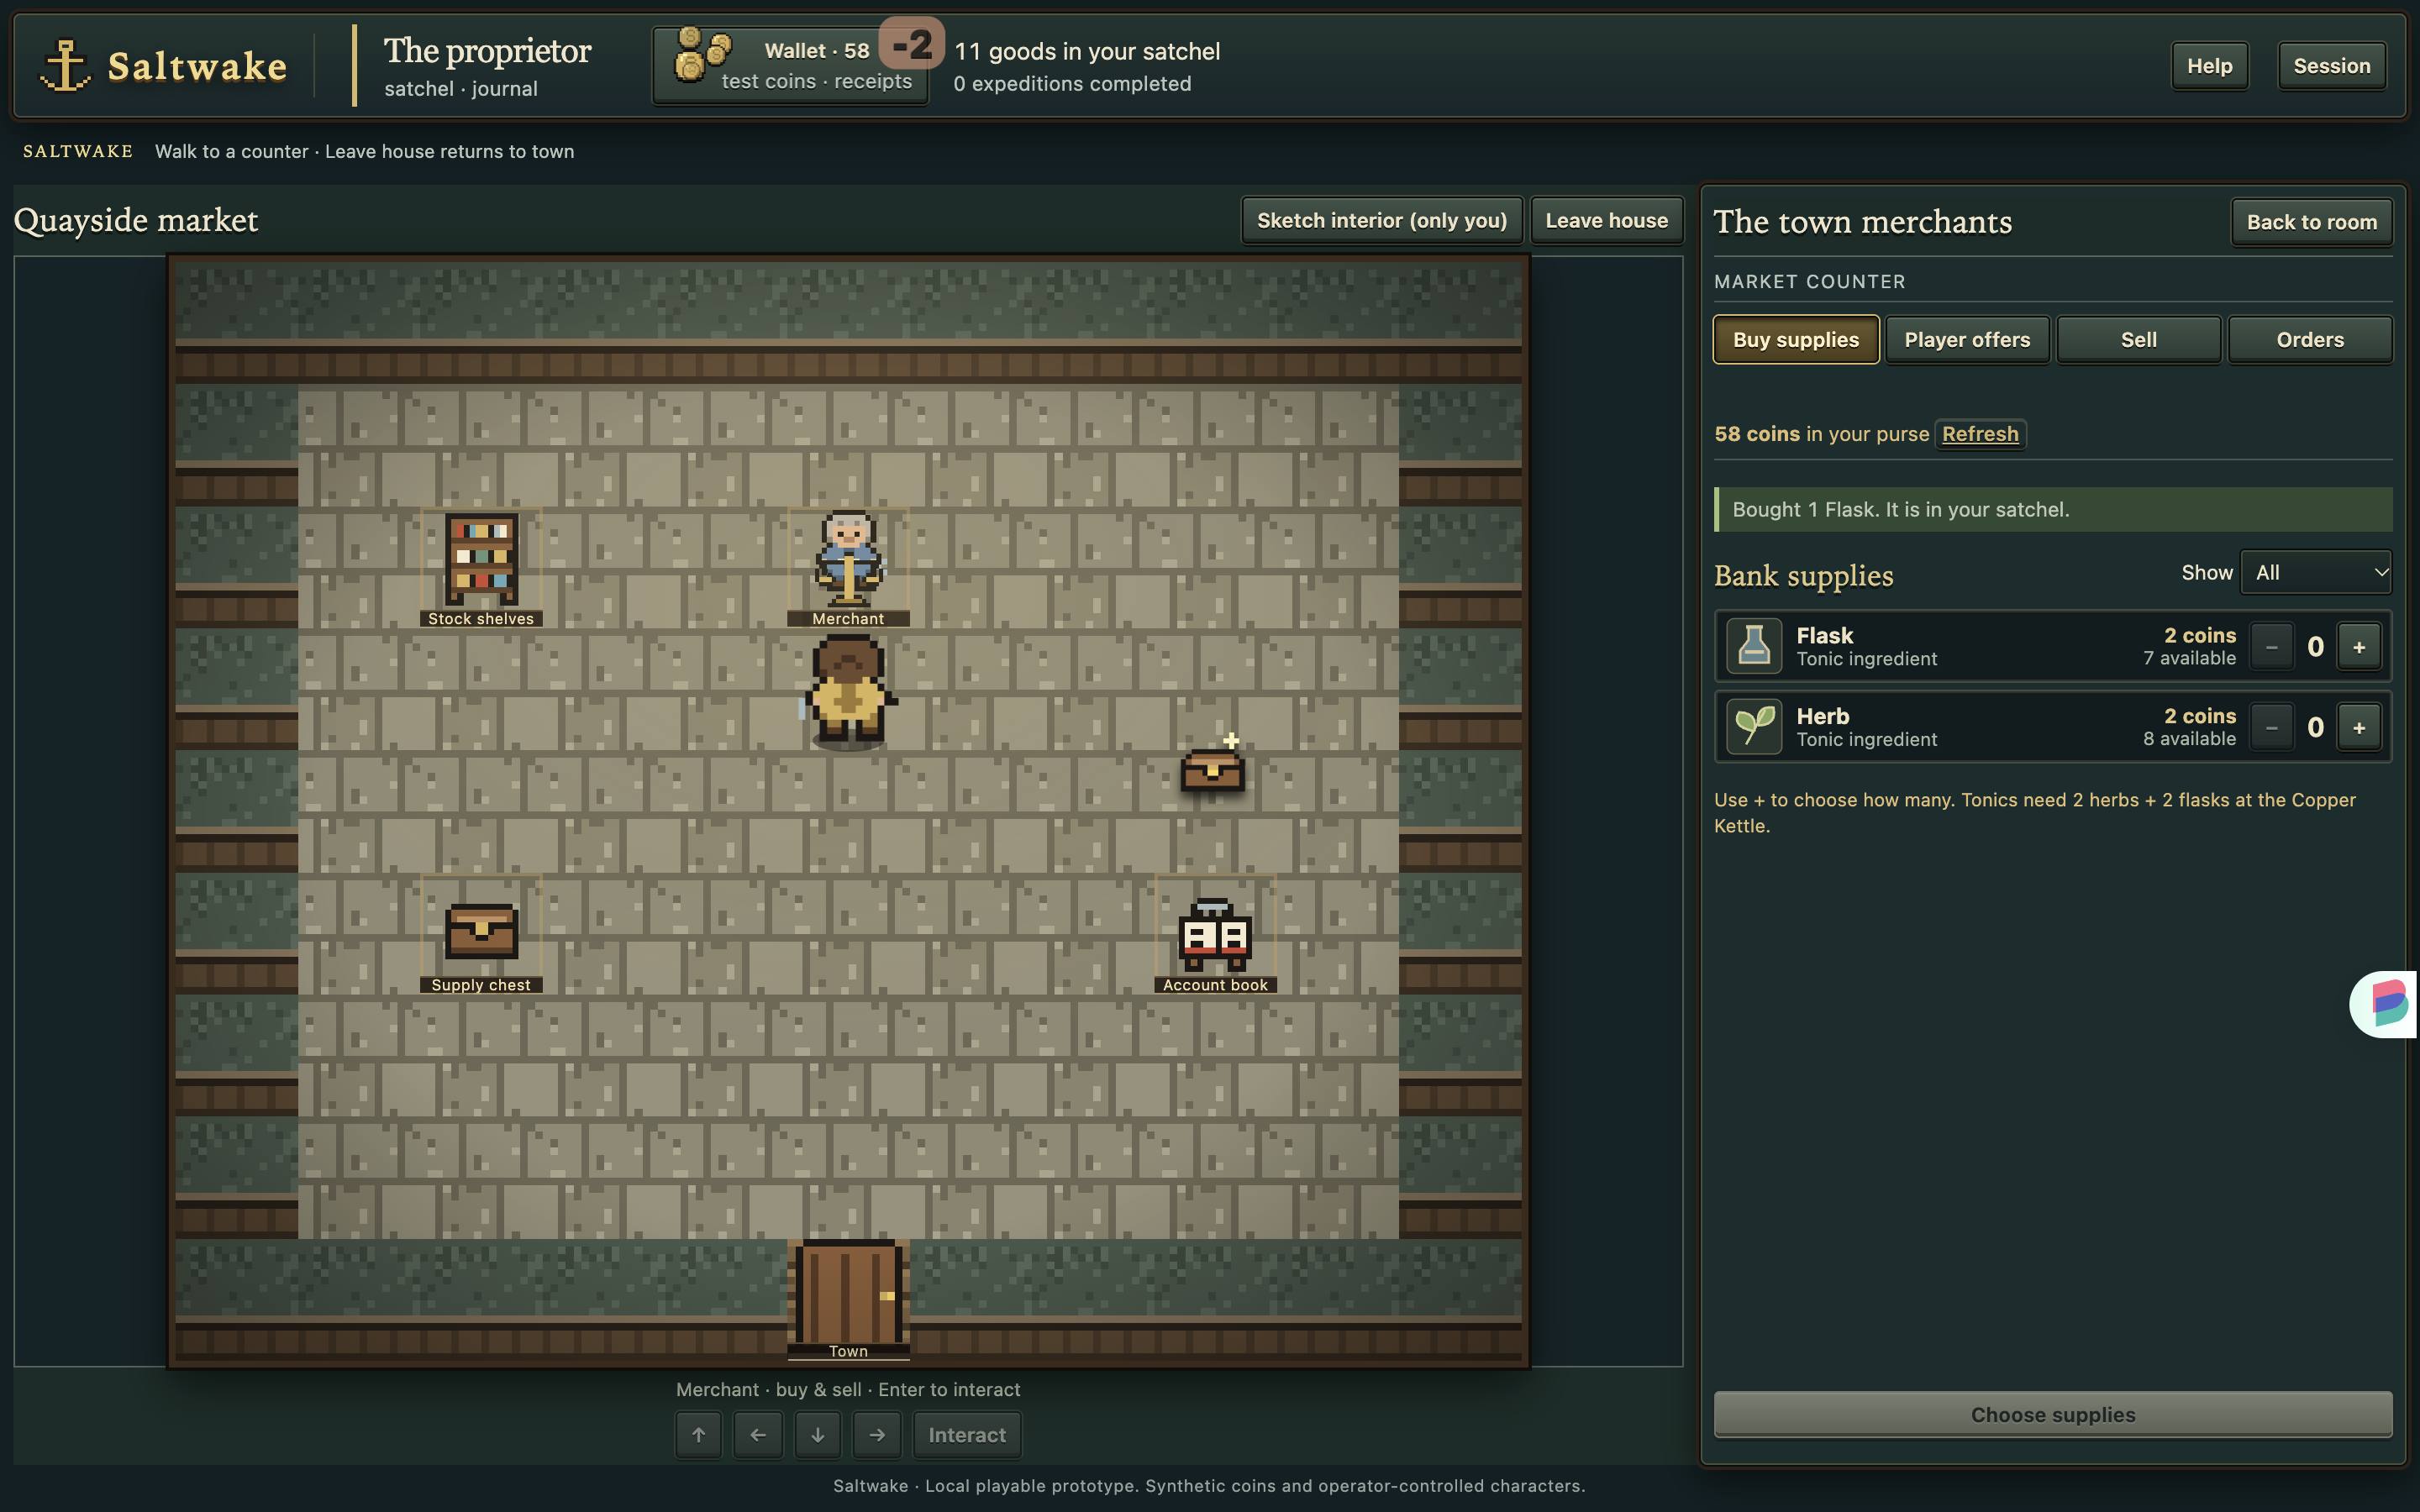 Saltwake
The proprietor
satchel · journal
Wallet · 58
-2
test coins · receipts
11 goods in your satchel
0 expeditions completed
Help
Session
SALTWAKE
Walk to a counter · Leave house returns to town
Quayside market
Sketch interior (only you)
Leave house
Stock shelves
Merchant
Supply chest
Account book
Town
Merchant · buy & sell · Enter to interact
↑
←
↓
→
Interact
The town merchants
Back to room
MARKET COUNTER
Buy supplies
Player offers
Sell
Orders
58 coins in your purse Refresh
Bought 1 Flask. It is in your satchel.
Bank supplies
Show
All
Flask
Tonic ingredient
2 coins
7 available
−
0
+
Herb
Tonic ingredient
2 coins
8 available
−
0
+
Use + to choose how many. Tonics need 2 herbs + 2 flasks at the Copper
Kettle.
Choose supplies
Saltwake · Local playable prototype. Synthetic coins and operator-controlled characters.